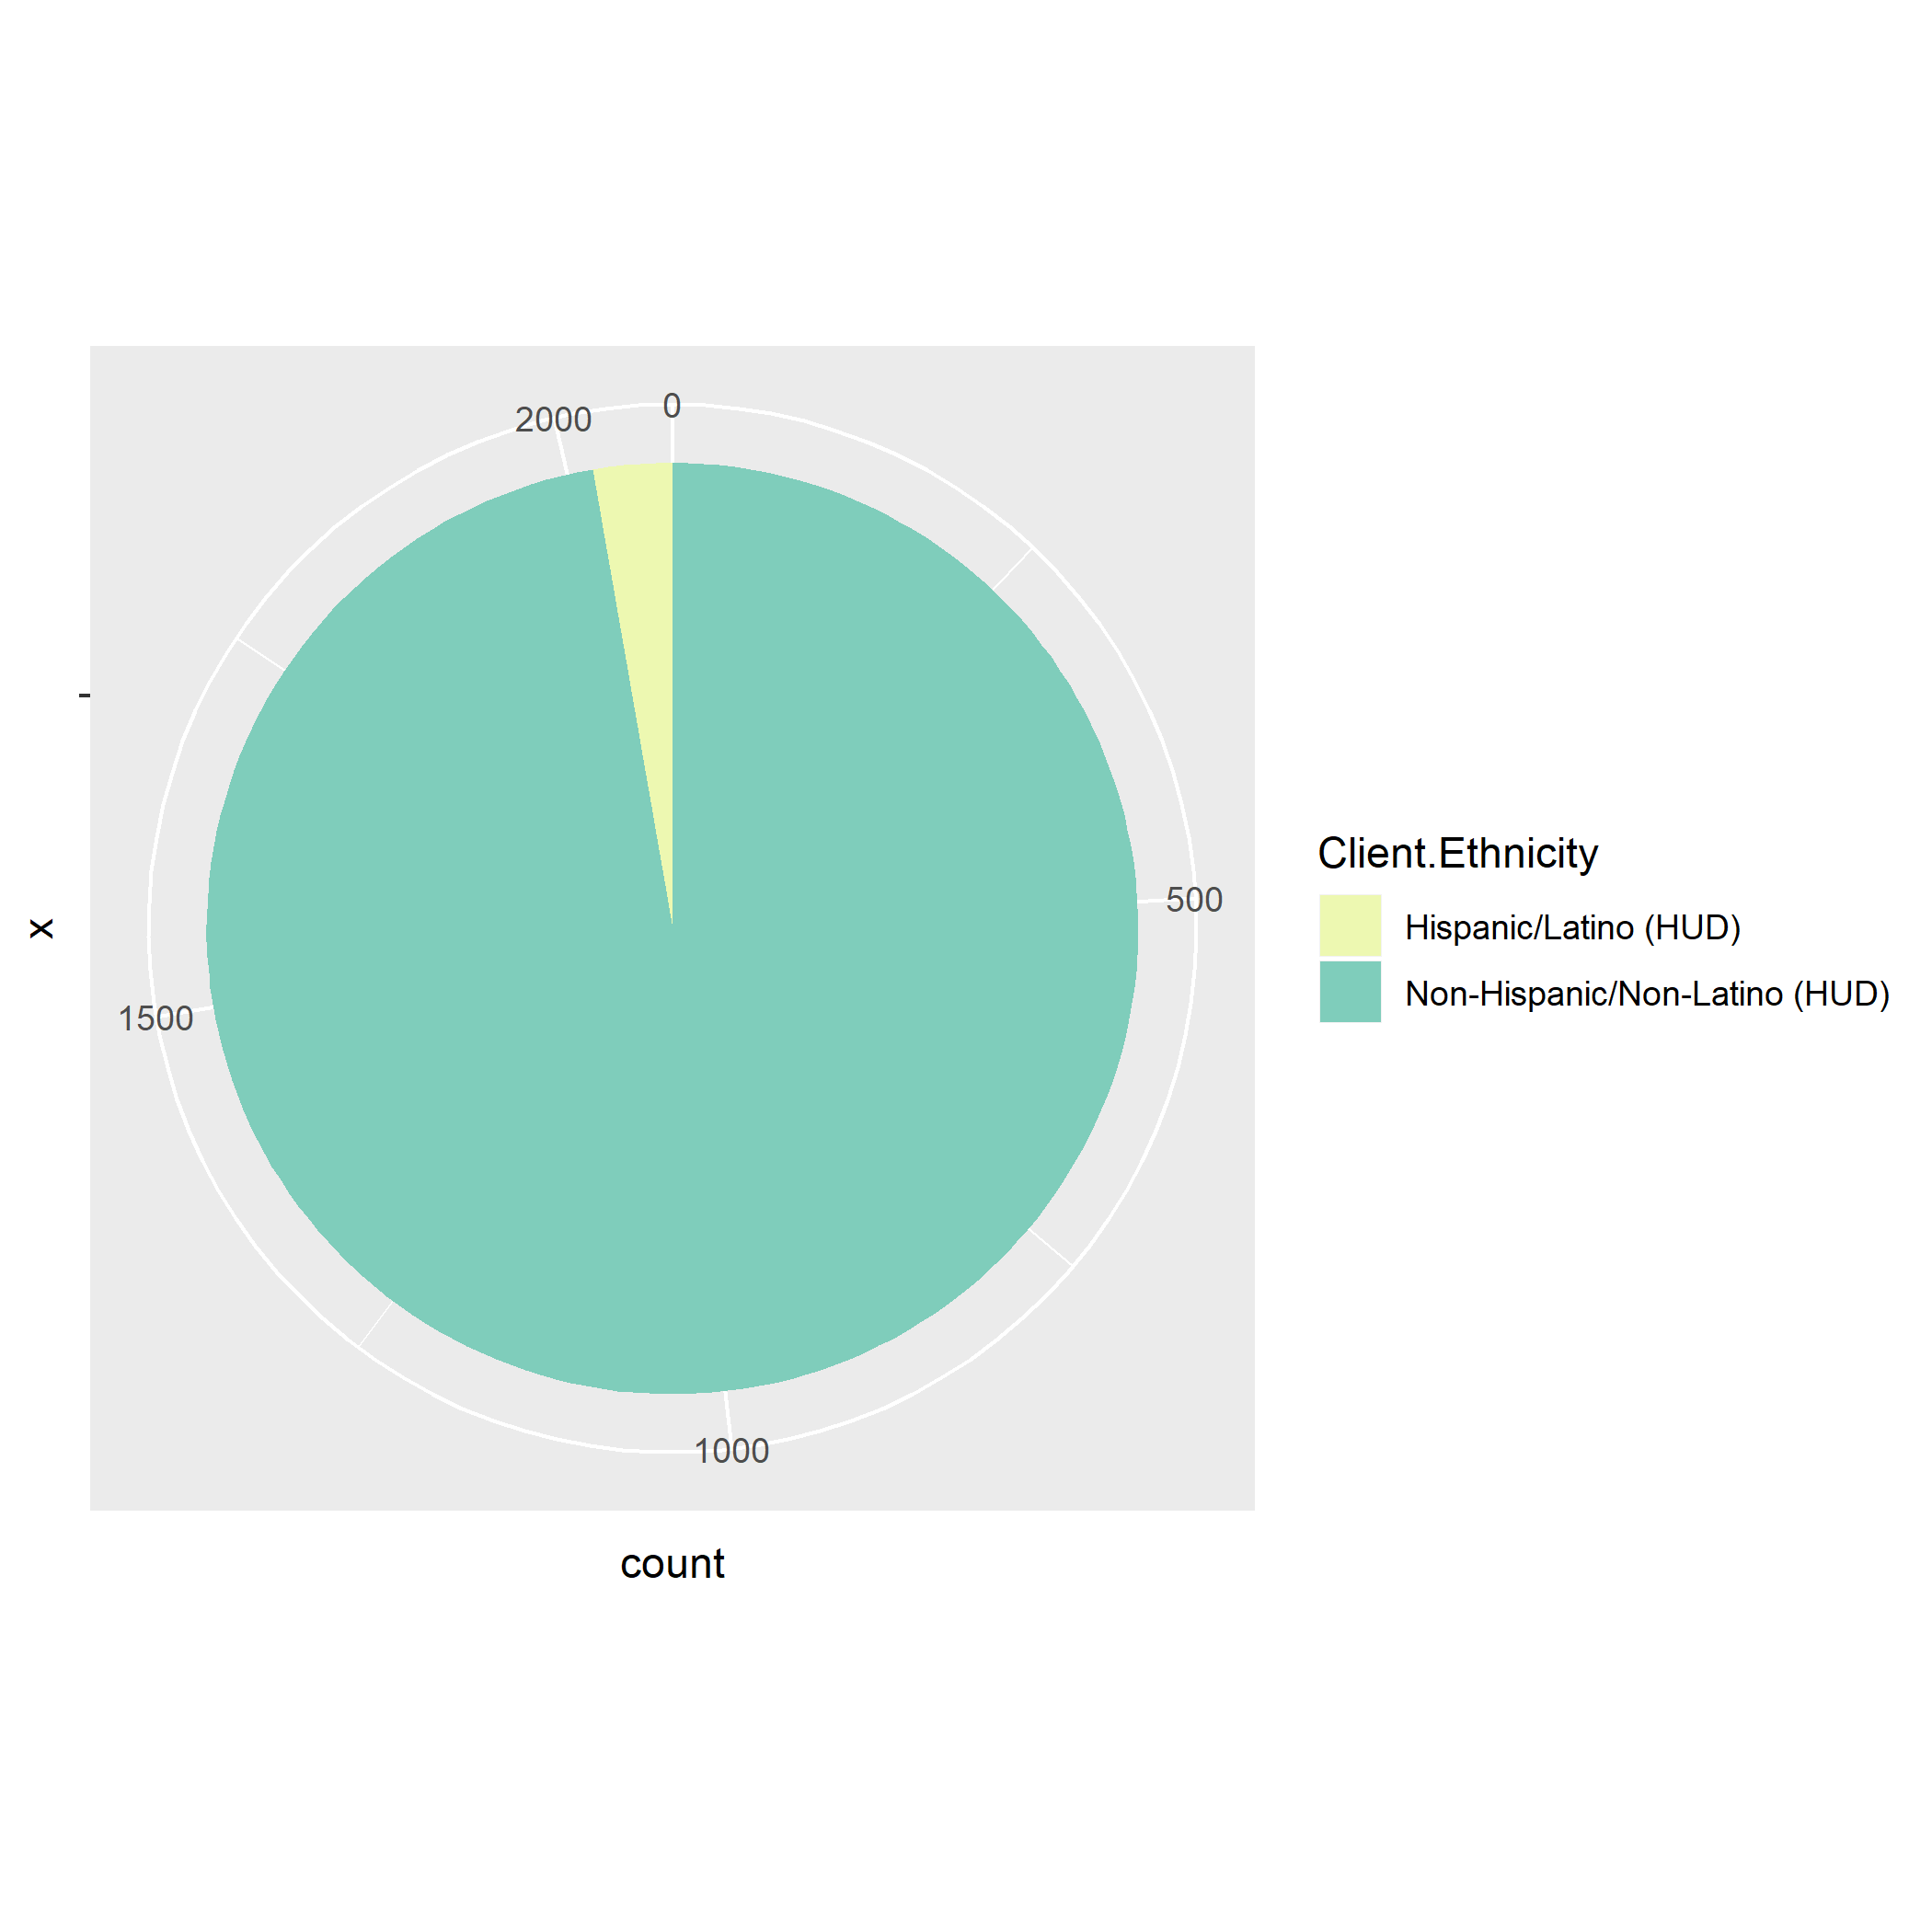 2000
0
500
1500
1000
x
count
Client.Ethnicity
Hispanic/Latino (HUD)
Non-Hispanic/Non-Latino (HUD)